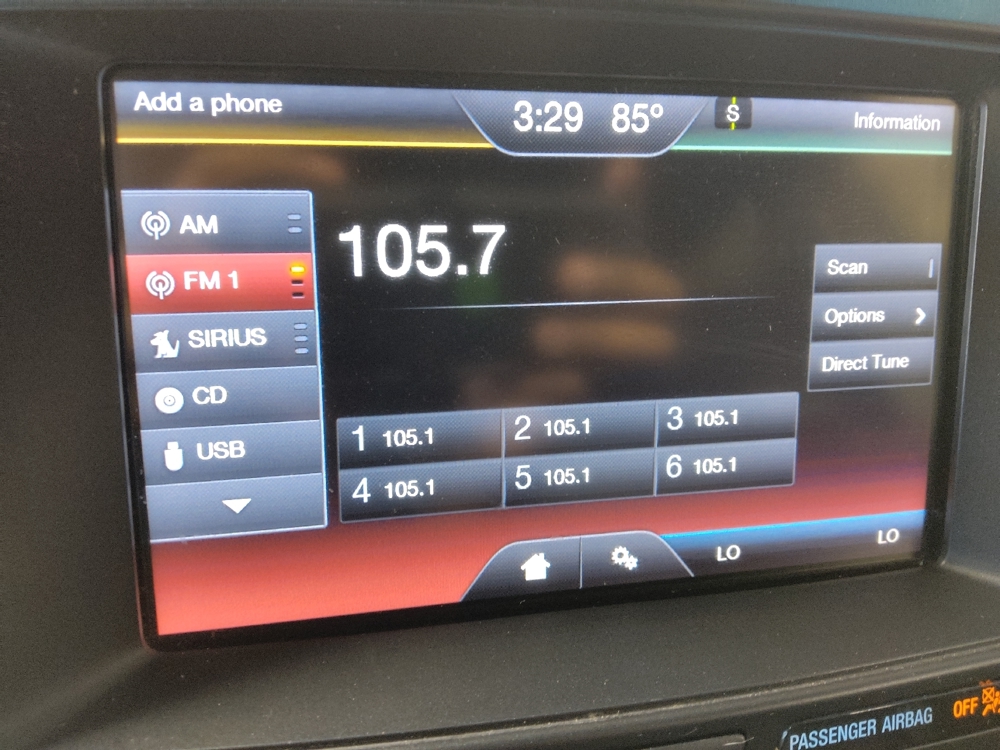 Add a phone
3:29 85°
S
Information
AM
FM 1
SIRIUS
CD
USB
105.7
Scan
Options
Direct Tune
1 105.1
2 105.1
3 105.1
4 105.1
5 105.1
6 105.1
LO
LO
PASSENGER AIRBAG
OFF